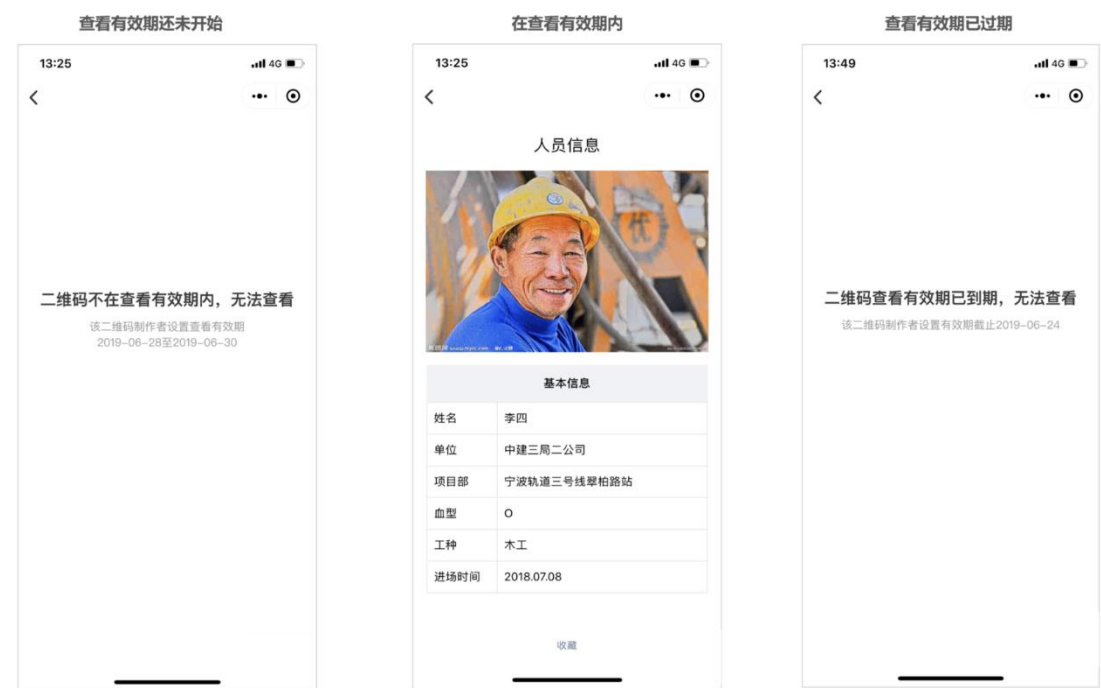 查看有效期还未开始
13:25
4G
二维码不在查看有效期内，无法查看
该二维码制作者设置查看有效期
2019-06-28至2019-06-30
在查看有效期内
13:25
4G
人员信息
优
基本信息
姓名 李四
单位 中建三局二公司
项目部 宁波轨道三号线翠柏路站
血型 O
工种 木工
进场时间 2018.07.08
收藏
查看有效期已过期
13:49
4G
二维码查看有效期已到期，无法查看
该二维码制作者设置有效期截止2019-06-24